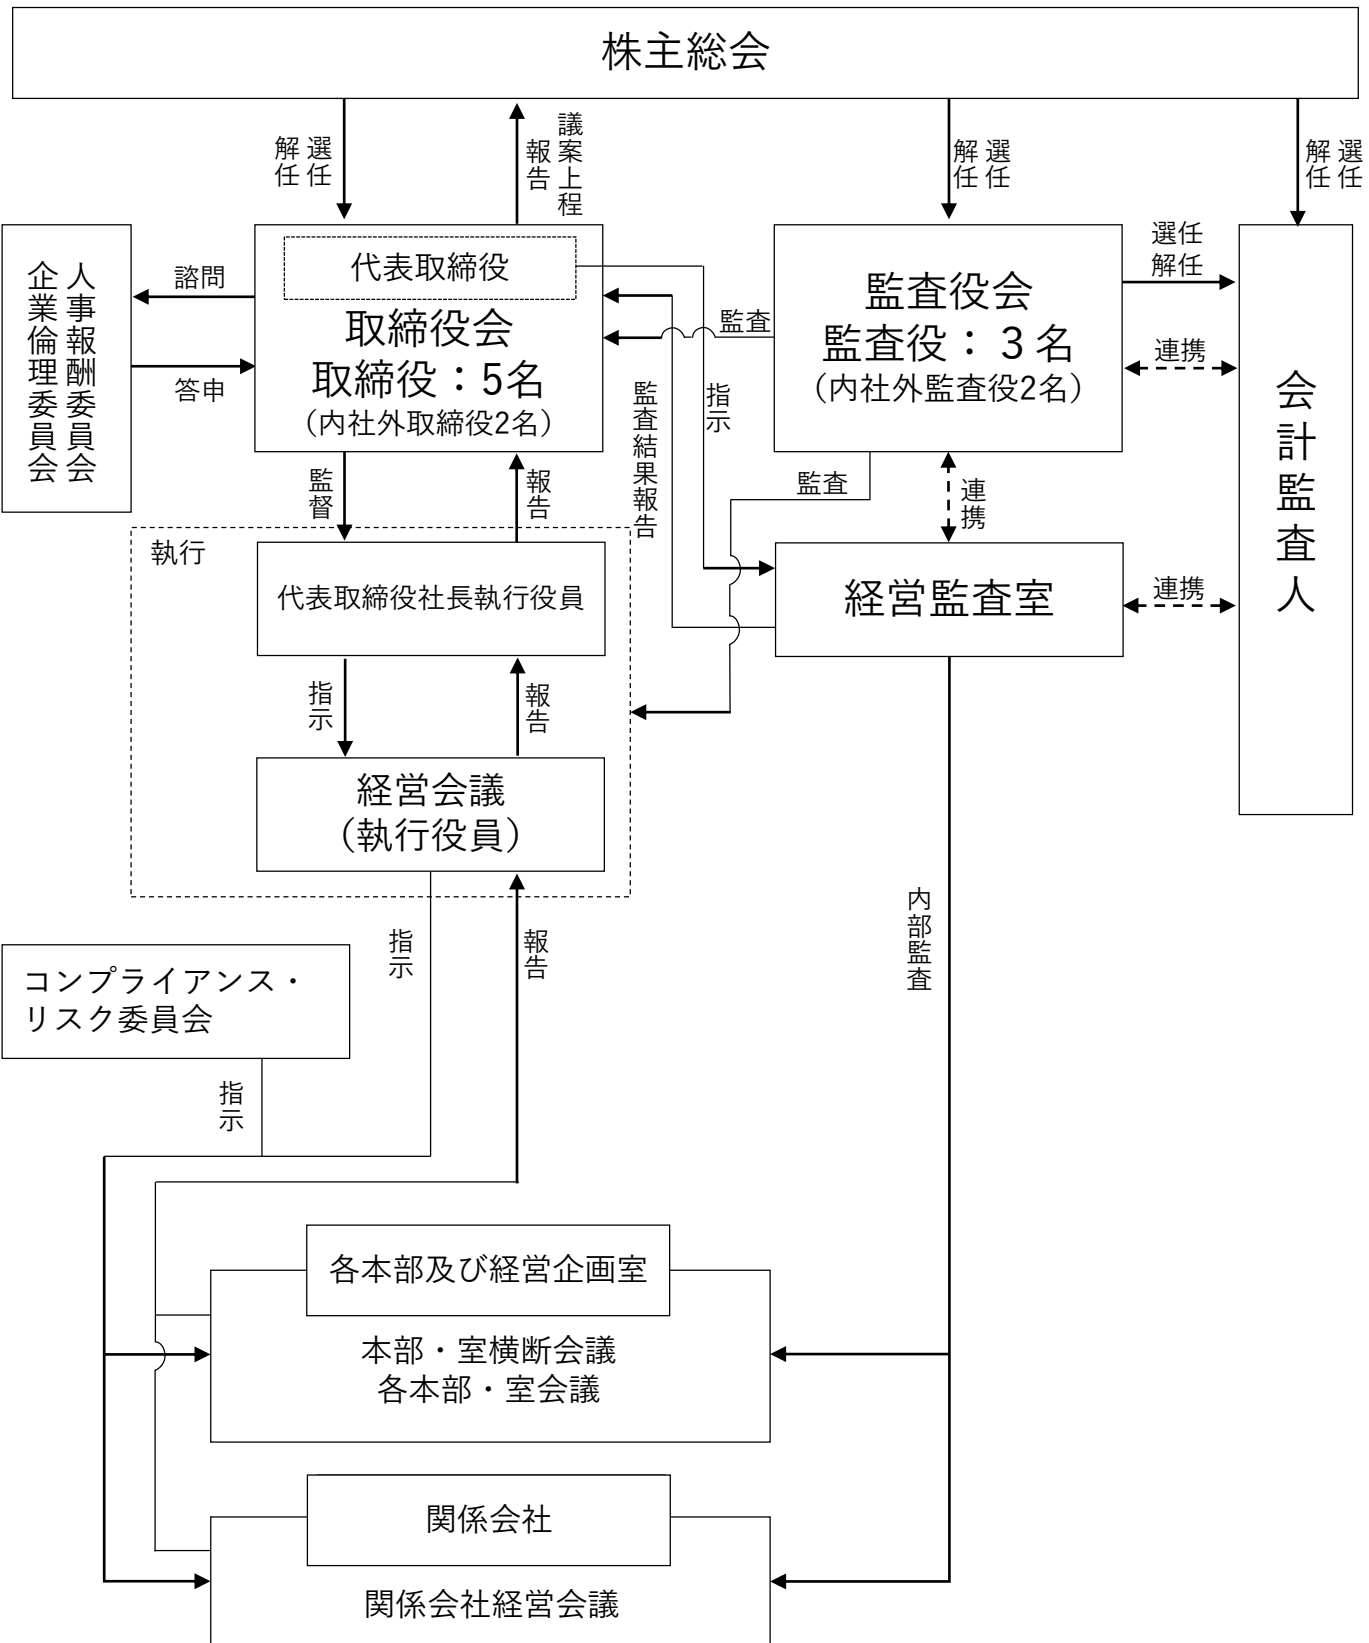 株主総会
選任
解任
議案上程
報告
選任
解任
選任
解任
人事報酬委員会
企業倫理委員会
諮問
答申
代表取締役
取締役会
取締役：5名
（内社外取締役2名）
監査
監査役会
監査役：３名
（内社外監査役2名）
選任
解任
連携
会計監査人
監査結果報告
指示
監督
報告
監査
連携
執行
代表取締役社長執行役員
経営監査室
連携
指示
報告
経営会議
（執行役員）
指示
報告
内部監査
コンプライアンス・
リスク委員会
指示
各本部及び経営企画室
本部・室横断会議
各本部・室会議
関係会社
関係会社経営会議